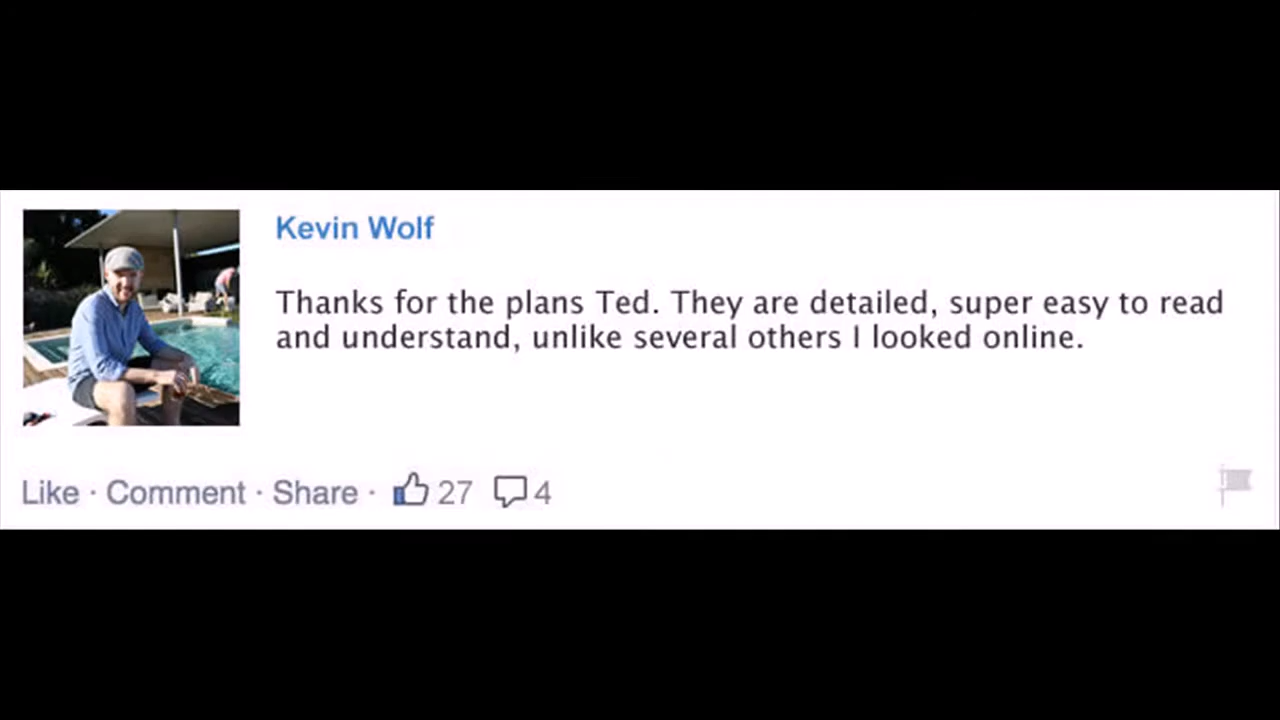 Kevin Wolf
Thanks for the plans Ted. They are detailed, super easy to read
and understand, unlike several others I looked online.
Like · Comment · Share · 27 4